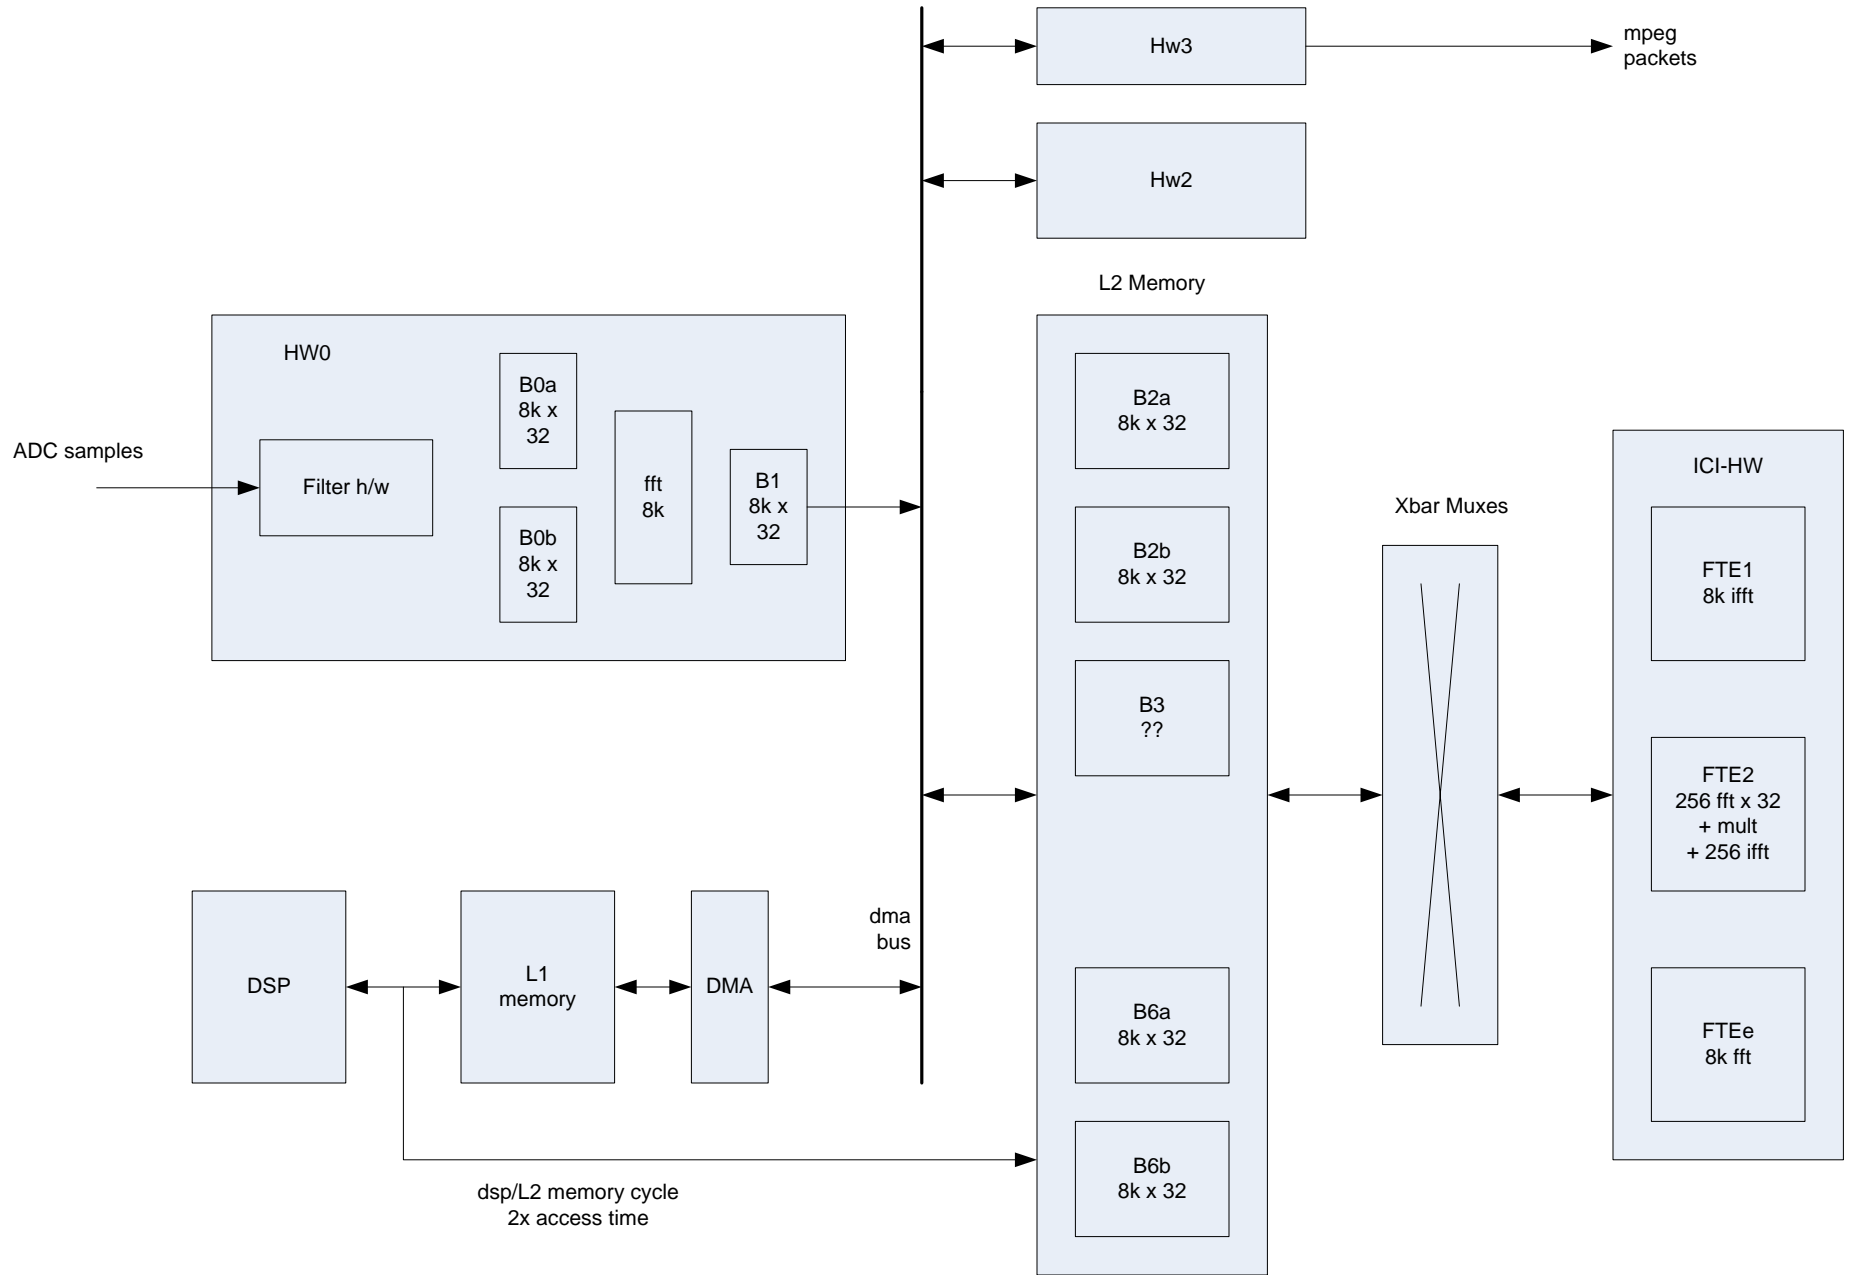 Hw3
mpeg
packets
Hw2
L2 Memory
HW0
B0a
8k x
32
B2a
8k x 32
ADC samples
Filter h/w
fft
8k
B1
8k x
32
B0b
8k x
32
B2b
8k x 32
Xbar Muxes
ICI-HW
FTE1
8k ifft
B3
??
FTE2
256 fft x 32
+ mult
+ 256 ifft
dma
bus
DSP
L1
memory
DMA
B6a
8k x 32
FTEe
8k fft
B6b
8k x 32
dsp/L2 memory cycle
2x access time